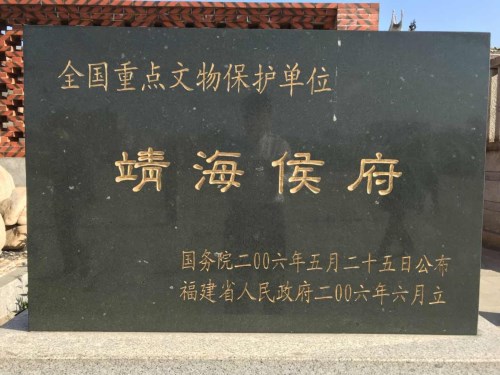 全国重点文物保护单位
靖海侯府
国务院二00六年五月二十五日公布
福建省人民政府二00六年六月立